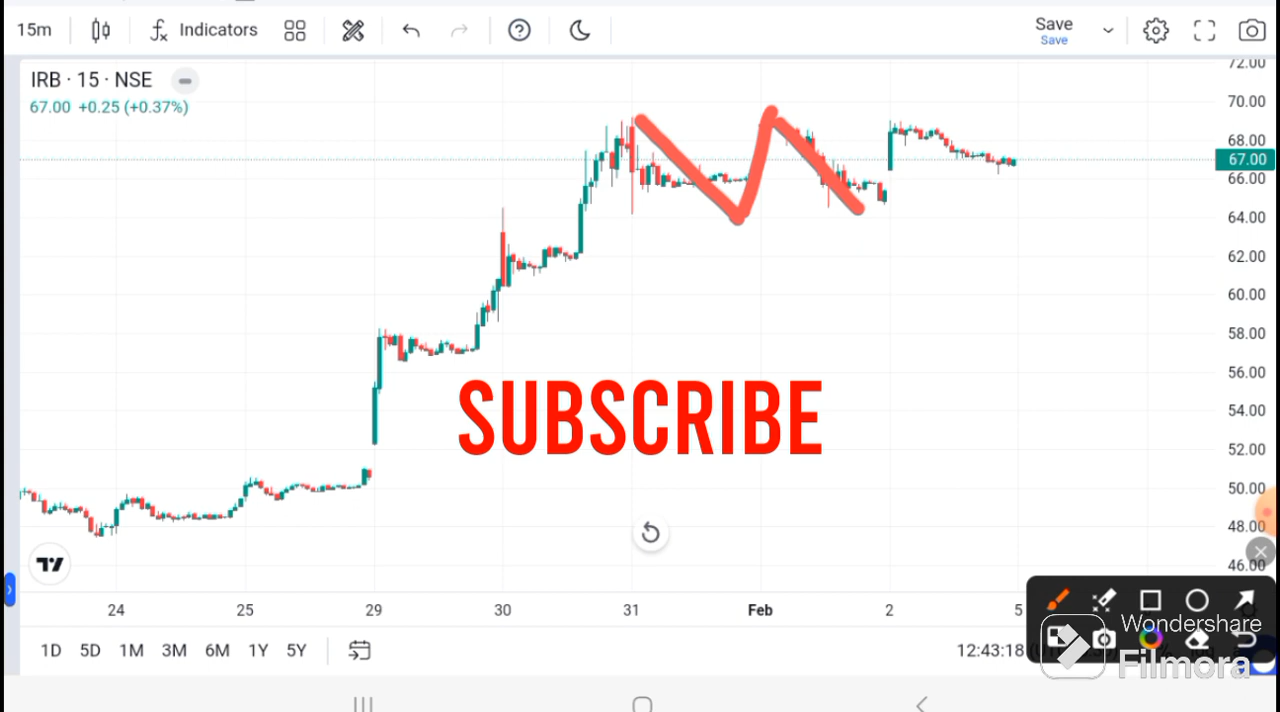 15m Indicators Save
Save
IRB · 15 · NSE
67.00 +0.25 (+0.37%)
72.00
70.00
68.00
67.00
66.00
64.00
62.00
60.00
58.00
56.00
54.00
52.00
50.00
48.00
46.00
SUBSCRIBE
24 25 29 30 31 Feb 2 5
1D 5D 1M 3M 6M 1Y 5Y 12:43:18
Wondershare
Filmora